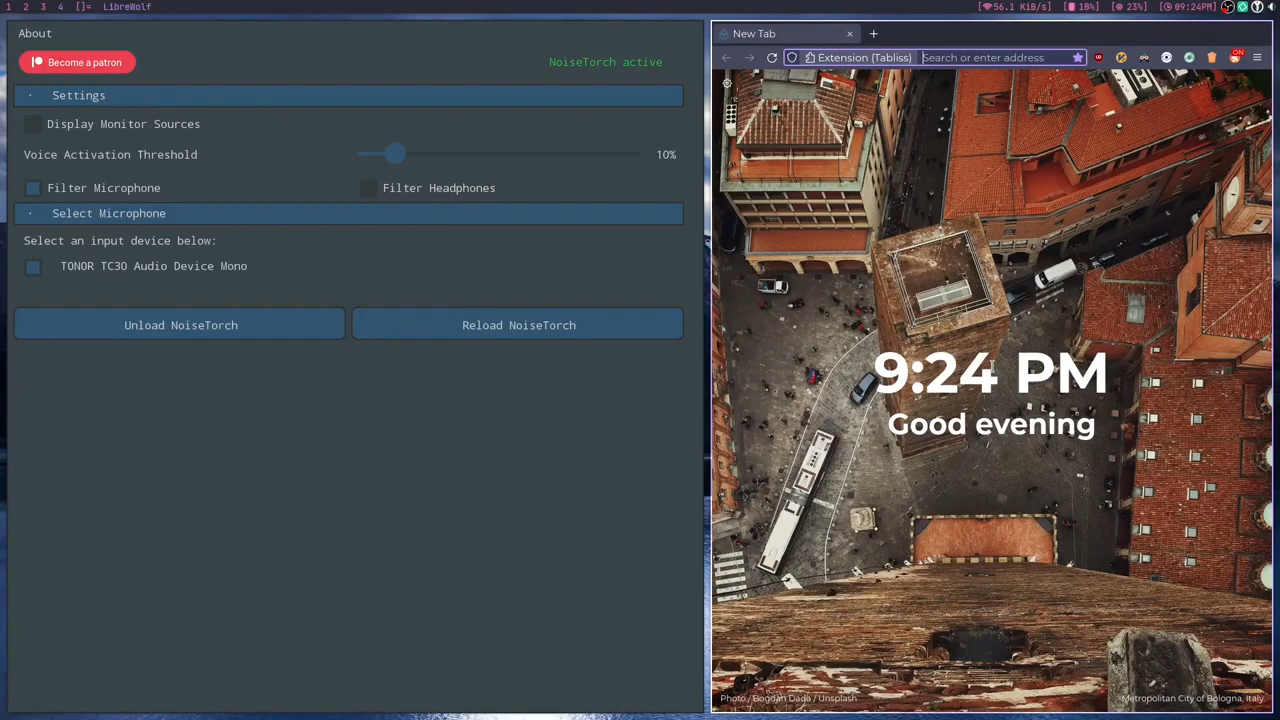 1 2 3 4 []= LibreWolf
[56.1 KiB/s] [18%] [23%] [09:24PM]
About
Become a patron
NoiseTorch active
Settings
Display Monitor Sources
Voice Activation Threshold 10%
Filter Microphone Filter Headphones
Select Microphone
Select an input device below:
TONOR TC30 Audio Device Mono
Unload NoiseTorch Reload NoiseTorch
New Tab
Extension (Tabliss) Search or enter address
ON
9:24 PM
Good evening
Photo / Bogdan Dada / Unsplash
Metropolitan City of Bologna, Italy